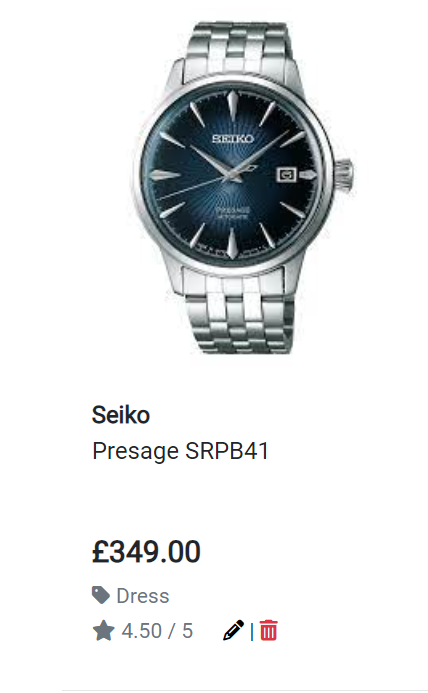 SEIKO
PRESAGE
AUTOMATIC
Seiko
Presage SRPB41
£349.00
Dress
4.50 / 5
|